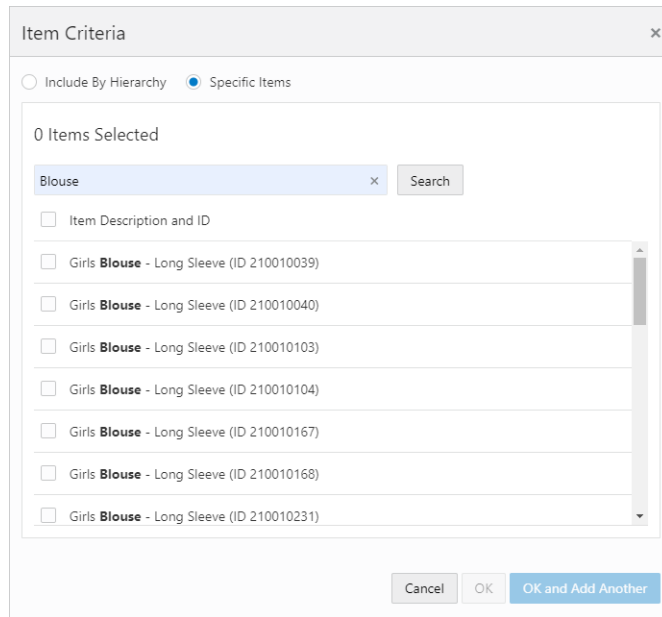 Item Criteria
Include By Hierarchy Specific Items
0 Items Selected
Blouse Search
Item Description and ID
Girls Blouse - Long Sleeve (ID 210010039)
Girls Blouse - Long Sleeve (ID 210010040)
Girls Blouse - Long Sleeve (ID 210010103)
Girls Blouse - Long Sleeve (ID 210010104)
Girls Blouse - Long Sleeve (ID 210010167)
Girls Blouse - Long Sleeve (ID 210010168)
Girls Blouse - Long Sleeve (ID 210010231)
Cancel OK OK and Add Another